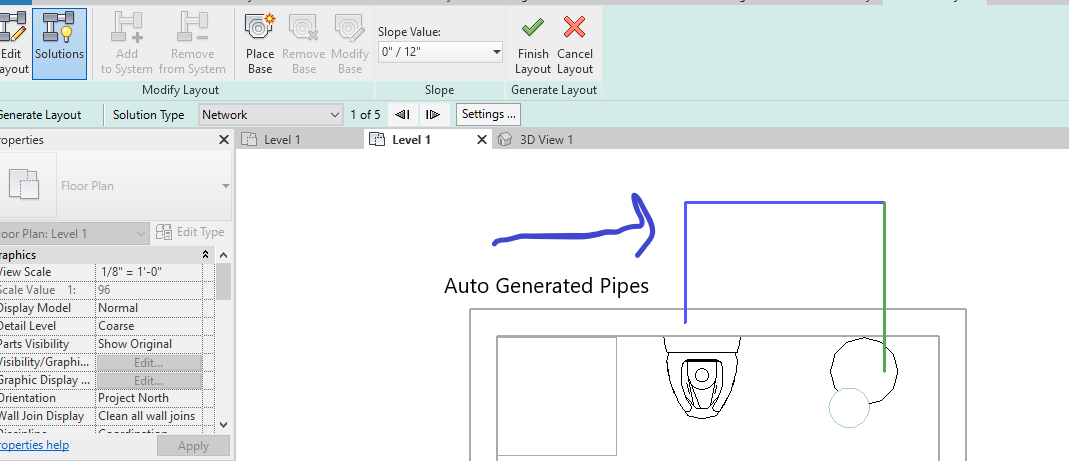 Edit
ayout
Solutions
Add
to System
Remove
from System
Place
Base
Remove
Base
Modify
Base
Slope Value:
0" / 12"
Finish
Layout
Cancel
Layout
Modify Layout
Slope
Generate Layout
Generate Layout
Solution Type
Network
1 of 5
Settings ...
roperties
Level 1
Level 1
3D View 1
Floor Plan
loor Plan: Level 1
Edit Type
raphics
View Scale
1/8" = 1'-0"
Scale Value 1:
96
Display Model
Normal
Detail Level
Coarse
Parts Visibility
Show Original
Visibility/Graphi...
Edit...
Graphic Display ...
Edit...
Orientation
Project North
Wall Join Display
Clean all wall joins
roperties help
Apply
Auto Generated Pipes